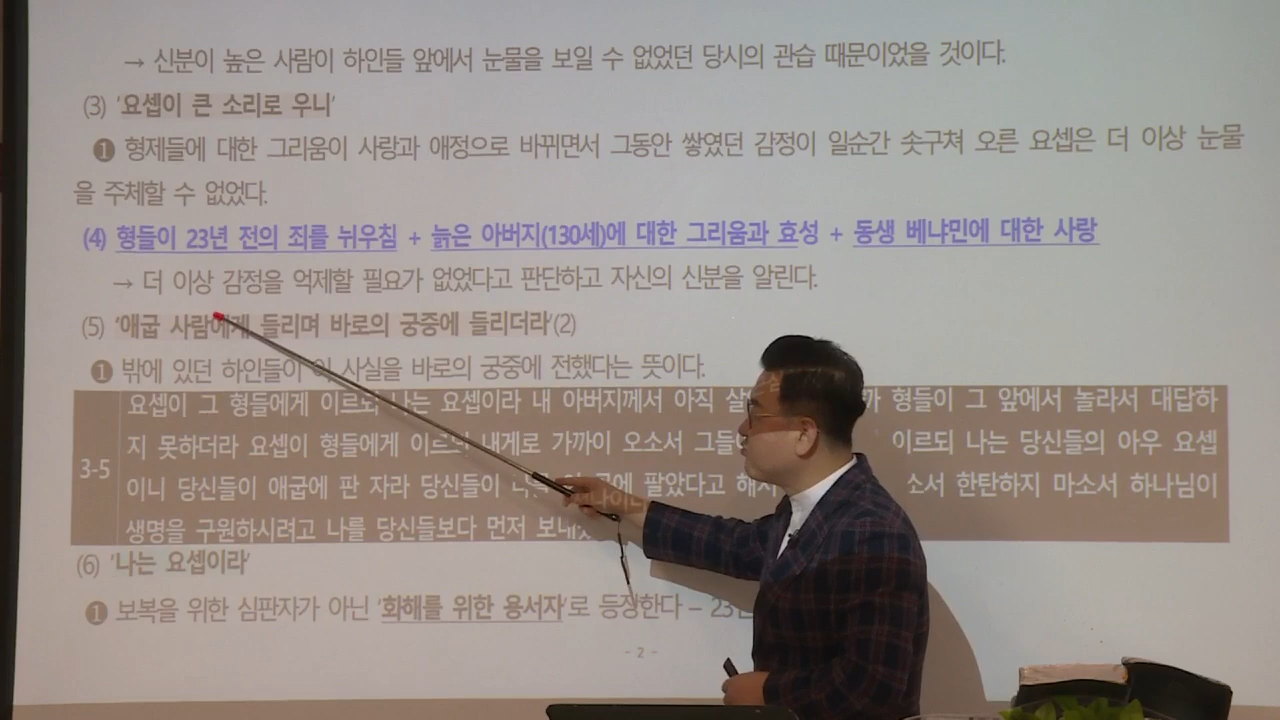 → 신분이 높은 사람이 하인들 앞에서 눈물을 보일 수 없었던 당시의 관습 때문이었을 것이다.
(3) '요셉이 큰 소리로 우니'
❶ 형제들에 대한 그리움이 사랑과 애정으로 바뀌면서 그동안 쌓였던 감정이 일순간 솟구쳐 오른 요셉은 더 이상 눈물
을 주체할 수 없었다.
(4) 형들이 23년 전의 죄를 뉘우침 + 늙은 아버지(130세)에 대한 그리움과 효성 + 동생 베냐민에 대한 사랑
→ 더 이상 감정을 억제할 필요가 없었다고 판단하고 자신의 신분을 알린다.
(5) '애굽 사람에게 들리며 바로의 궁중에 들리더라'(2)
❶ 밖에 있던 하인들이 이 사실을 바로의 궁중에 전했다는 뜻이다.
요셉이 그 형들에게 이르되 나는 요셉이라 내 아버지께서 아직 형들이 그 앞에서 놀라서 대답하
지 못하더라 요셉이 형들에게 이르되 내게로 가까이 오소서 이르되 나는 당신들의 아우 요셉
3-5
이니 당신들이 애굽에 판 자라 당신들이 팔았다고 한탄하지 마소서 하나님이
생명을 구원하시려고 나를 당신들보다 먼저
(6) '나는 요셉이라'
❶ 보복을 위한 심판자가 아닌 '화해를 위한 용서자'로 등장한다 –
- 2 -